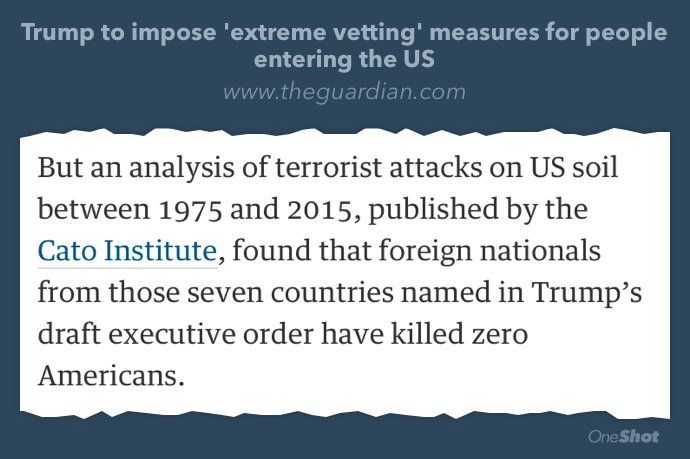 Trump to impose 'extreme vetting' measures for people
entering the US
www.theguardian.com
But an analysis of terrorist attacks on US soil
between 1975 and 2015, published by the
Cato Institute, found that foreign nationals
from those seven countries named in Trump’s
draft executive order have killed zero
Americans.
OneShot